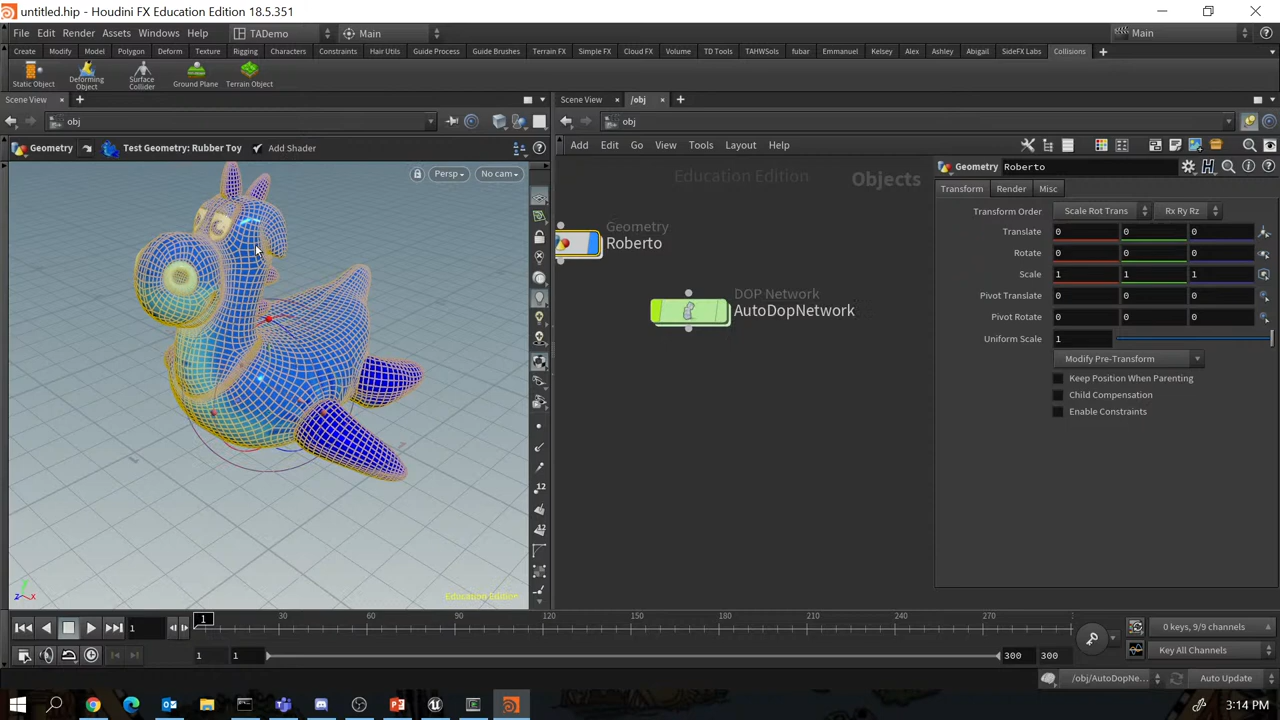 untitled.hip - Houdini FX Education Edition 18.5.351
File Edit Render Assets Windows Help TADemo Main Main
Create Modify Model Polygon Deform Texture Rigging Characters Constraints Hair Utils Guide Process Guide Brushes Terrain FX Simple FX Cloud FX Volume TD Tools TAHWSols fubar Emmanuel Kelsey Alex Ashley Abigail SideFX Labs Collisions
Static Object Deforming Object Surface Collider Ground Plane Terrain Object
Scene View Scene View /obj
obj obj
Geometry Test Geometry: Rubber Toy Add Shader
Add Edit Go View Tools Layout Help
Persp No cam
Education Edition Objects
Geometry
Roberto
DOP Network
AutoDopNetwork
Geometry Roberto
Transform Render Misc
Transform Order Scale Rot Trans Rx Ry Rz
Translate 0 0 0
Rotate 0 0 0
Scale 1 1 1
Pivot Translate 0 0 0
Pivot Rotate 0 0 0
Uniform Scale 1
Modify Pre-Transform
Keep Position When Parenting
Child Compensation
Enable Constraints
12
12
Education Edition
z x
1 1 30 60 90 120 150 180 210 240 270
0 keys, 9/9 channels
1 1 300 300 Key All Channels
/obj/AutoDopNe... Auto Update
3:14 PM